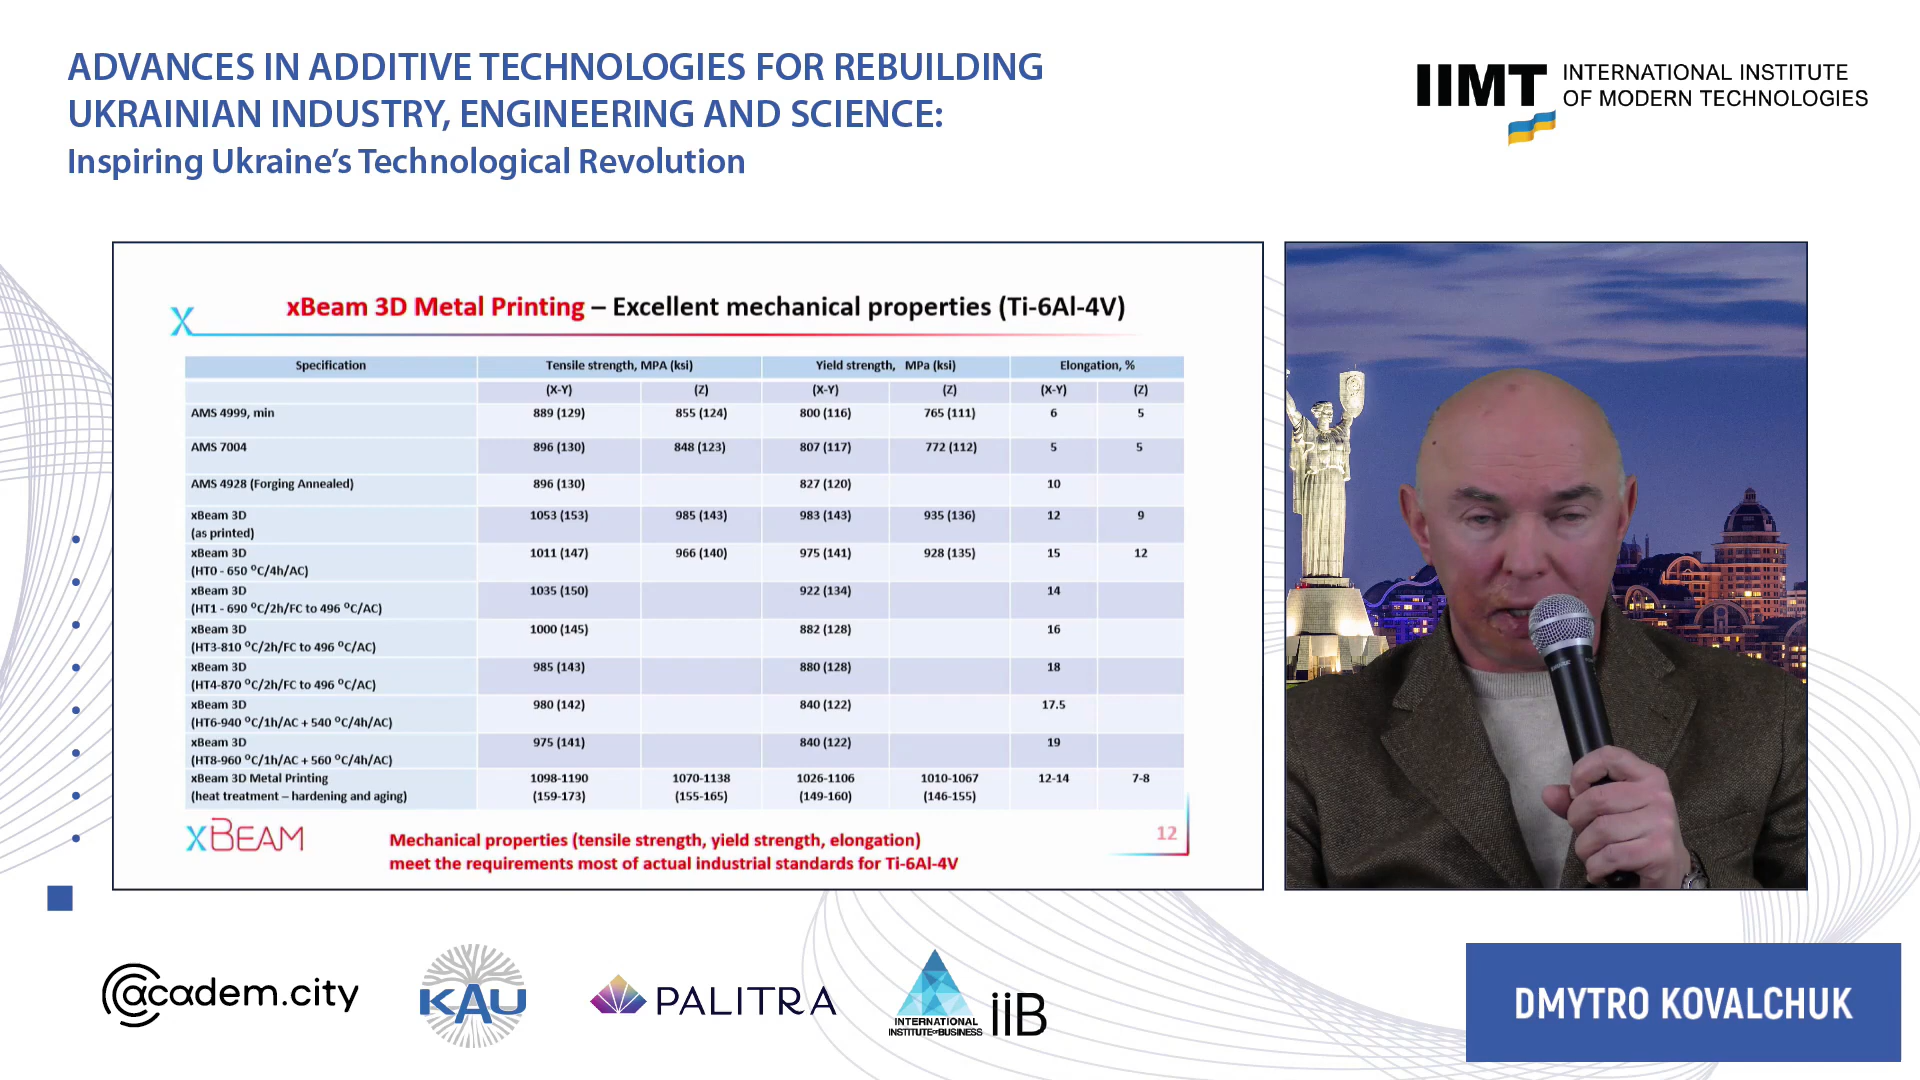 ADVANCES IN ADDITIVE TECHNOLOGIES FOR REBUILDING
UKRAINIAN INDUSTRY, ENGINEERING AND SCIENCE:
Inspiring Ukraine's Technological Revolution
IIMT INTERNATIONAL INSTITUTE
OF MODERN TECHNOLOGIES
X
xBeam 3D Metal Printing – Excellent mechanical properties (Ti-6Al-4V)
Specification Tensile strength, MPA (ksi) Yield strength, MPa (ksi) Elongation, %
(X-Y) (Z) (X-Y) (Z) (X-Y) (Z)
AMS 4999, min 889 (129) 855 (124) 800 (116) 765 (111) 6 5
AMS 7004 896 (130) 848 (123) 807 (117) 772 (112) 5 5
AMS 4928 (Forging Annealed) 896 (130) 827 (120) 10
xBeam 3D 1053 (153) 985 (143) 983 (143) 935 (136) 12 9
(as printed)
xBeam 3D 1011 (147) 966 (140) 975 (141) 928 (135) 15 12
(HT0 - 650 ⁰C/4h/AC)
xBeam 3D 1035 (150) 922 (134) 14
(HT1 - 690 ⁰C/2h/FC to 496 ⁰C/AC)
xBeam 3D 1000 (145) 882 (128) 16
(HT3-810 ⁰C/2h/FC to 496 ⁰C/AC)
xBeam 3D 985 (143) 880 (128) 18
(HT4-870 ⁰C/2h/FC to 496 ⁰C/AC)
xBeam 3D 980 (142) 840 (122) 17.5
(HT6-940 ⁰C/1h/AC + 540 ⁰C/4h/AC)
xBeam 3D 975 (141) 840 (122) 19
(HT8-960 ⁰C/1h/AC + 560 ⁰C/4h/AC)
xBeam 3D Metal Printing 1098-1190 1070-1138 1026-1106 1010-1067 12-14 7-8
(heat treatment – hardening and aging) (159-173) (155-165) (149-160) (146-155)
xBEAM
Mechanical properties (tensile strength, yield strength, elongation)
meet the requirements most of actual industrial standards for Ti-6Al-4V
12
@cadem.city
KAU
PALITRA
INTERNATIONAL
INSTITUTE OF BUSINESS
iiB
DMYTRO KOVALCHUK